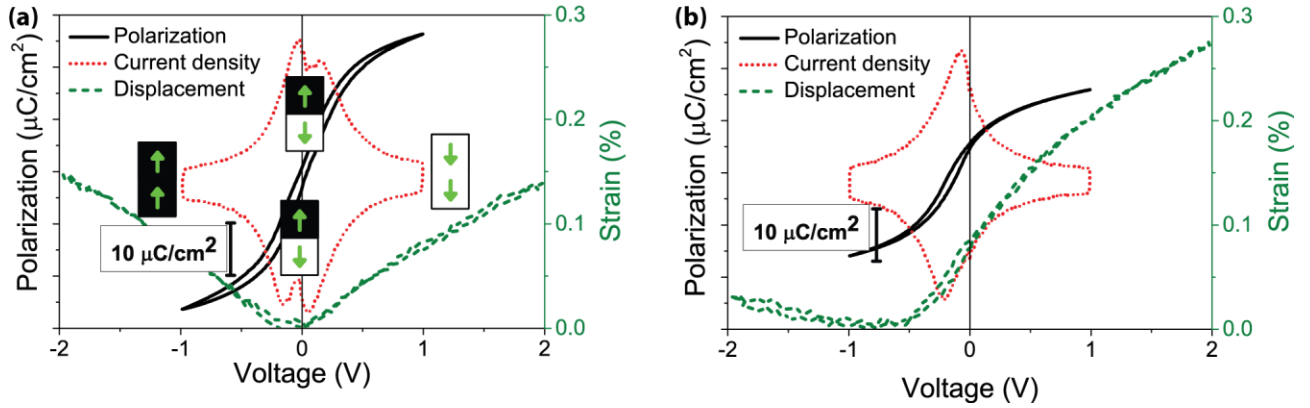 (a)
Polarization
Current density
Displacement
10 μC/cm²
Polarization (μC/cm²)
0.3
0.2
0.1
0.0
Strain (%)
-2 -1 0 1 2
Voltage (V)
(b)
Polarization
Current density
Displacement
10 μC/cm²
Polarization (μC/cm²)
0.3
0.2
0.1
0.0
Strain (%)
-2 -1 0 1 2
Voltage (V)